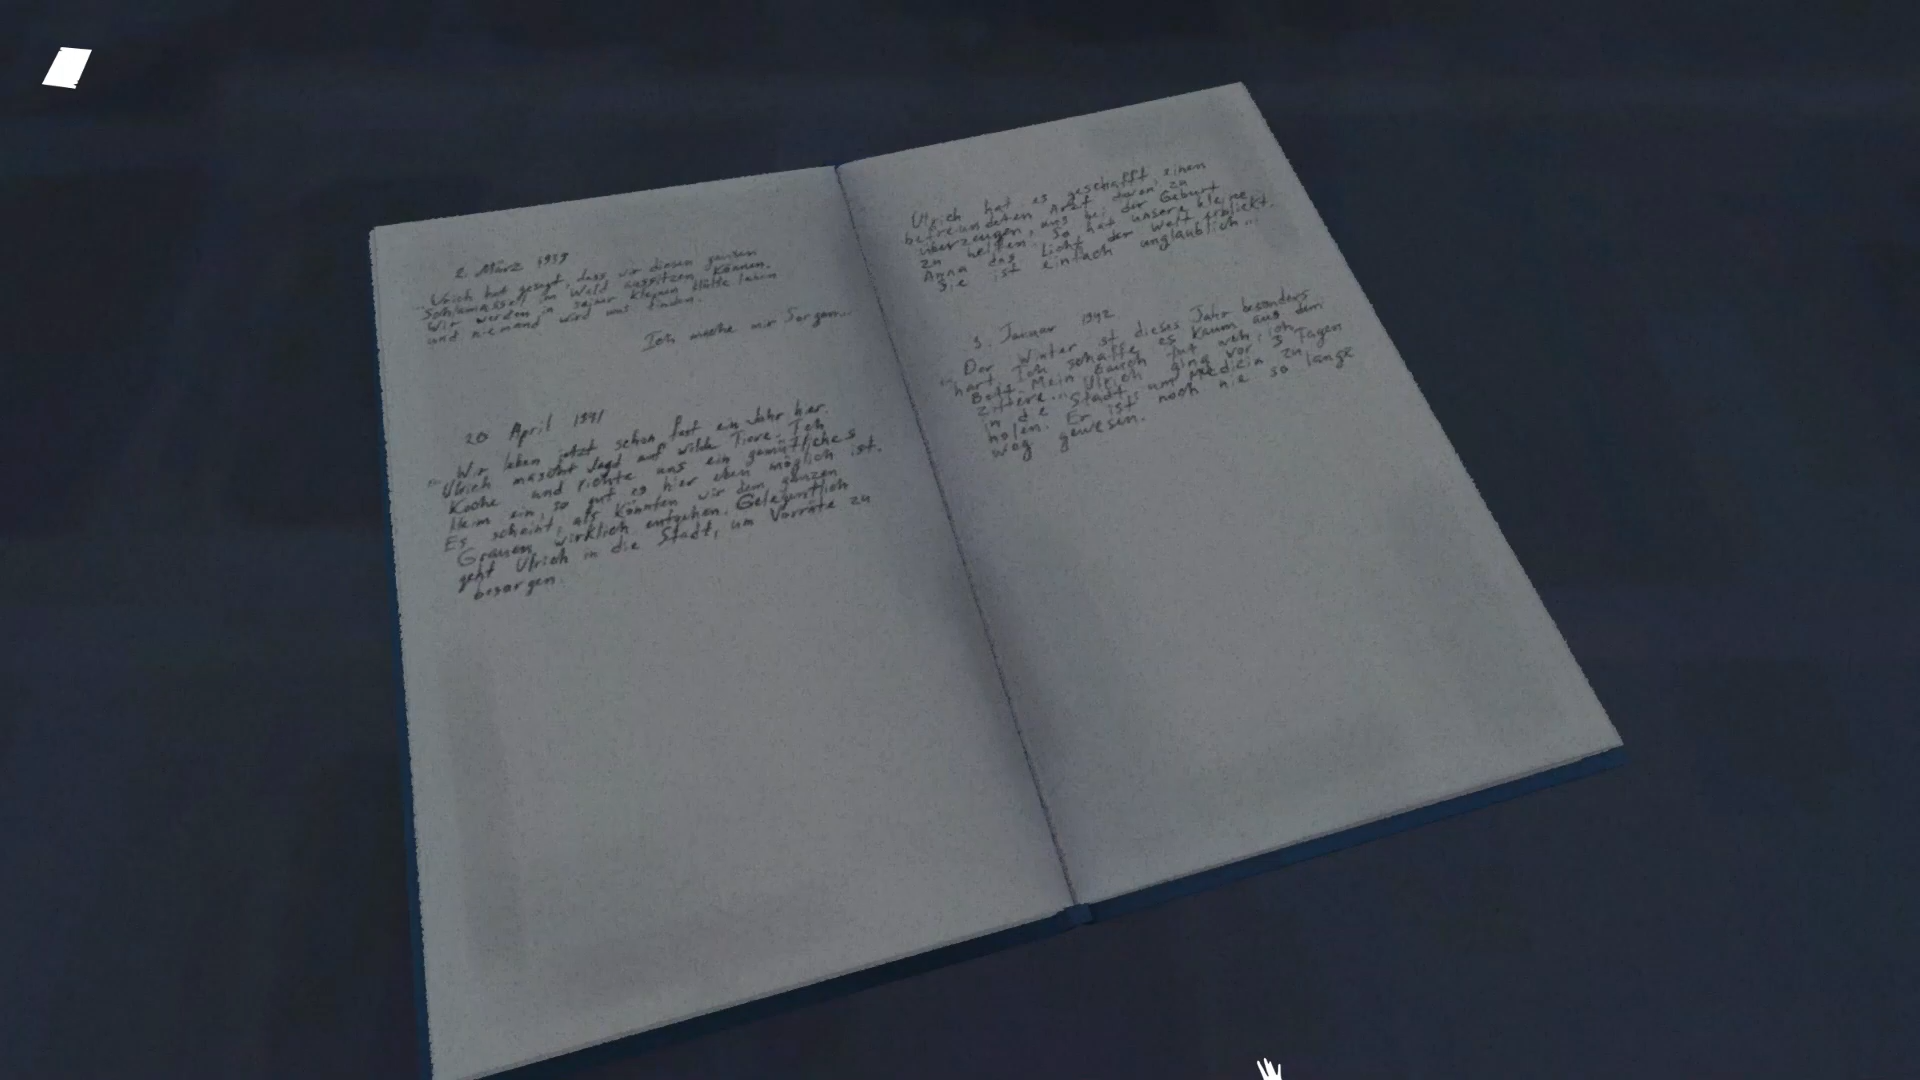 2. März 1939
Ulrich hat gesagt, dass wir diesen ganzen
Schlamassel im Wald aussitzen können.
Wir werden in seiner kleinen Hütte leben
und niemand wird uns finden.
Ich mache mir Sorgen...
20 April 1941
Wir leben jetzt schon fast ein Jahr hier.
Ulrich macht Jagd auf wilde Tiere. Ich
koche und richte uns ein gemütliches
Heim ein, so gut es hier eben möglich ist.
Es scheint, als könnten wir dem ganzen
Grauen wirklich entgehen. Gelegentlich
geht Ulrich in die Stadt, um Vorräte zu
besorgen.
Ulrich hat es geschafft, einen
befreundeten Arzt davon zu
überzeugen, uns bei der Geburt
zu helfen. So hat unsere kleine
Anna das Licht der Welt erblickt.
Sie ist einfach unglaublich...
Januar 1942
Der Winter ist dieses Jahr besonders
hart. Ich schaffe es kaum aus dem
Bett. Mein Bauch tut weh, ich
zittere... Ulrich ging vor 3 Tagen
in die Stadt, um Medizin zu
holen. Er ist noch nie so lange
weg gewesen.